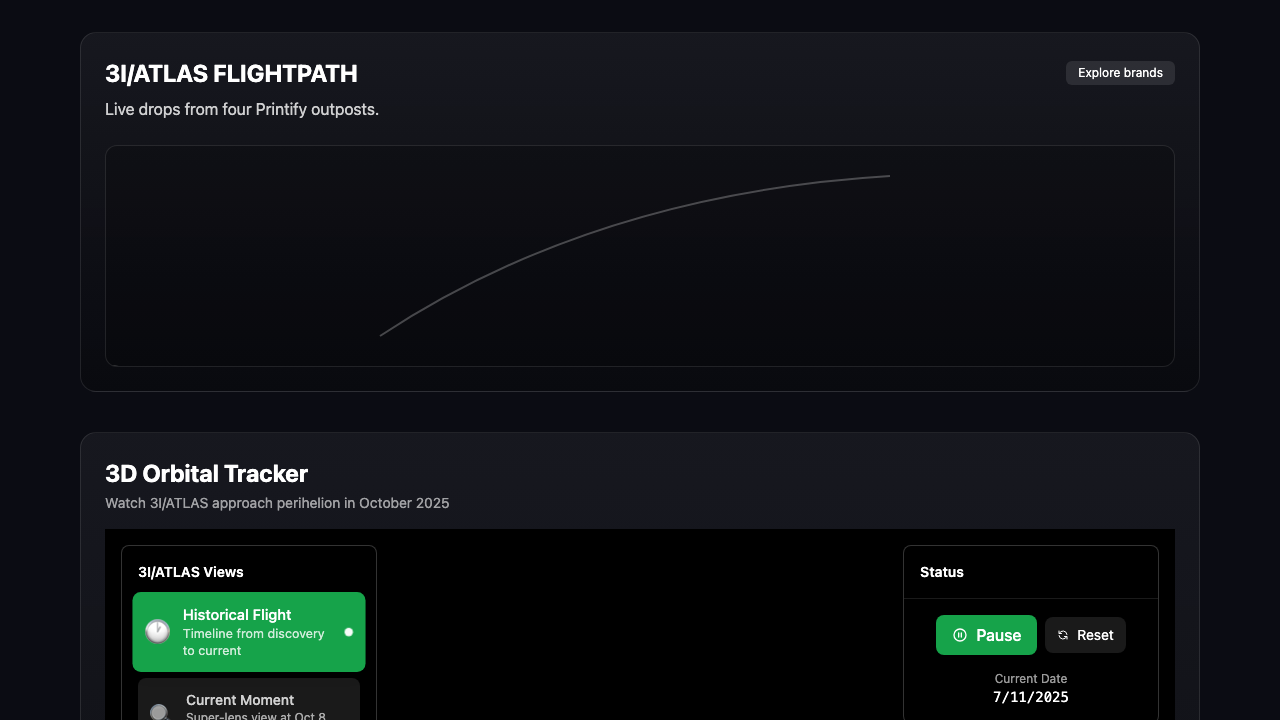 3I/ATLAS FLIGHTPATH
Explore brands
Live drops from four Printify outposts.
3D Orbital Tracker
Watch 3I/ATLAS approach perihelion in October 2025
3I/ATLAS Views
Historical Flight
Timeline from discovery
to current
Current Moment
Super-lens view at Oct 8
Status
Pause
Reset
Current Date
7/11/2025